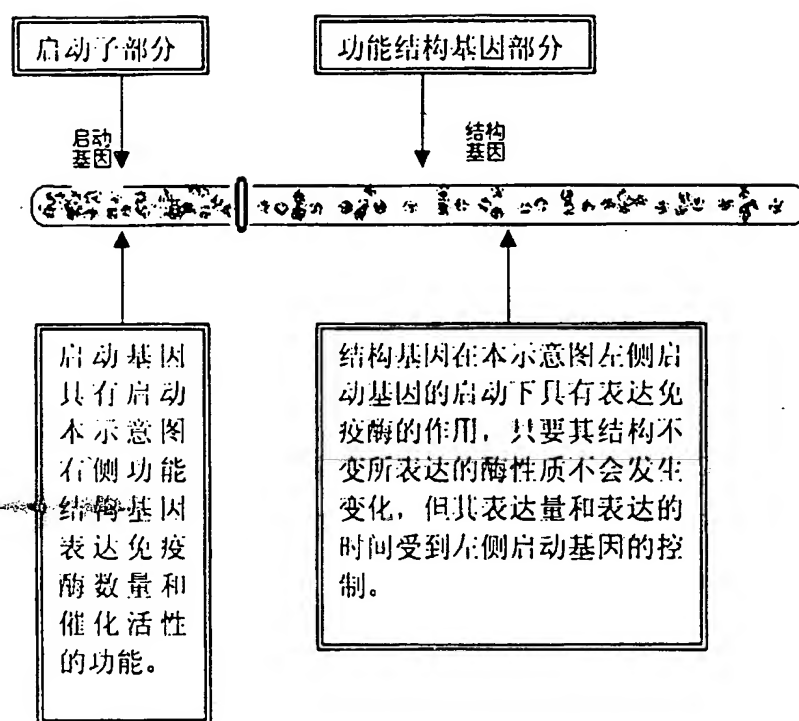 启动子部分
功能结构基因部分
启动
基因
结构
基因
启动基因
具有启动
本示意图
右侧功能
结构基因
表达免疫
酶数量和
催化活性
的功能。
结构基因在本示意图左侧启
动基因的启动下具有表达免
疫酶的作用，只要其结构不
变所表达的酶性质不会发生
变化，但其表达量和表达的
时间受到左侧启动基因的控
制。